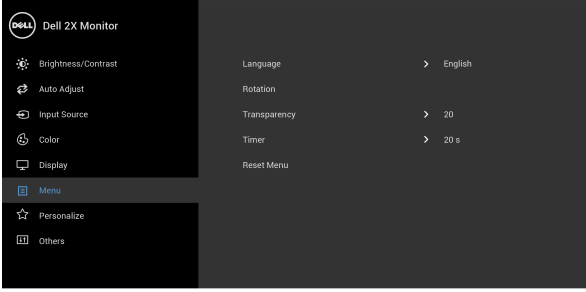 DELL Dell 2X Monitor
Brightness/Contrast
Auto Adjust
Input Source
Color
Display
Menu
Personalize
Others
Language > English
Rotation
Transparency > 20
Timer > 20 s
Reset Menu